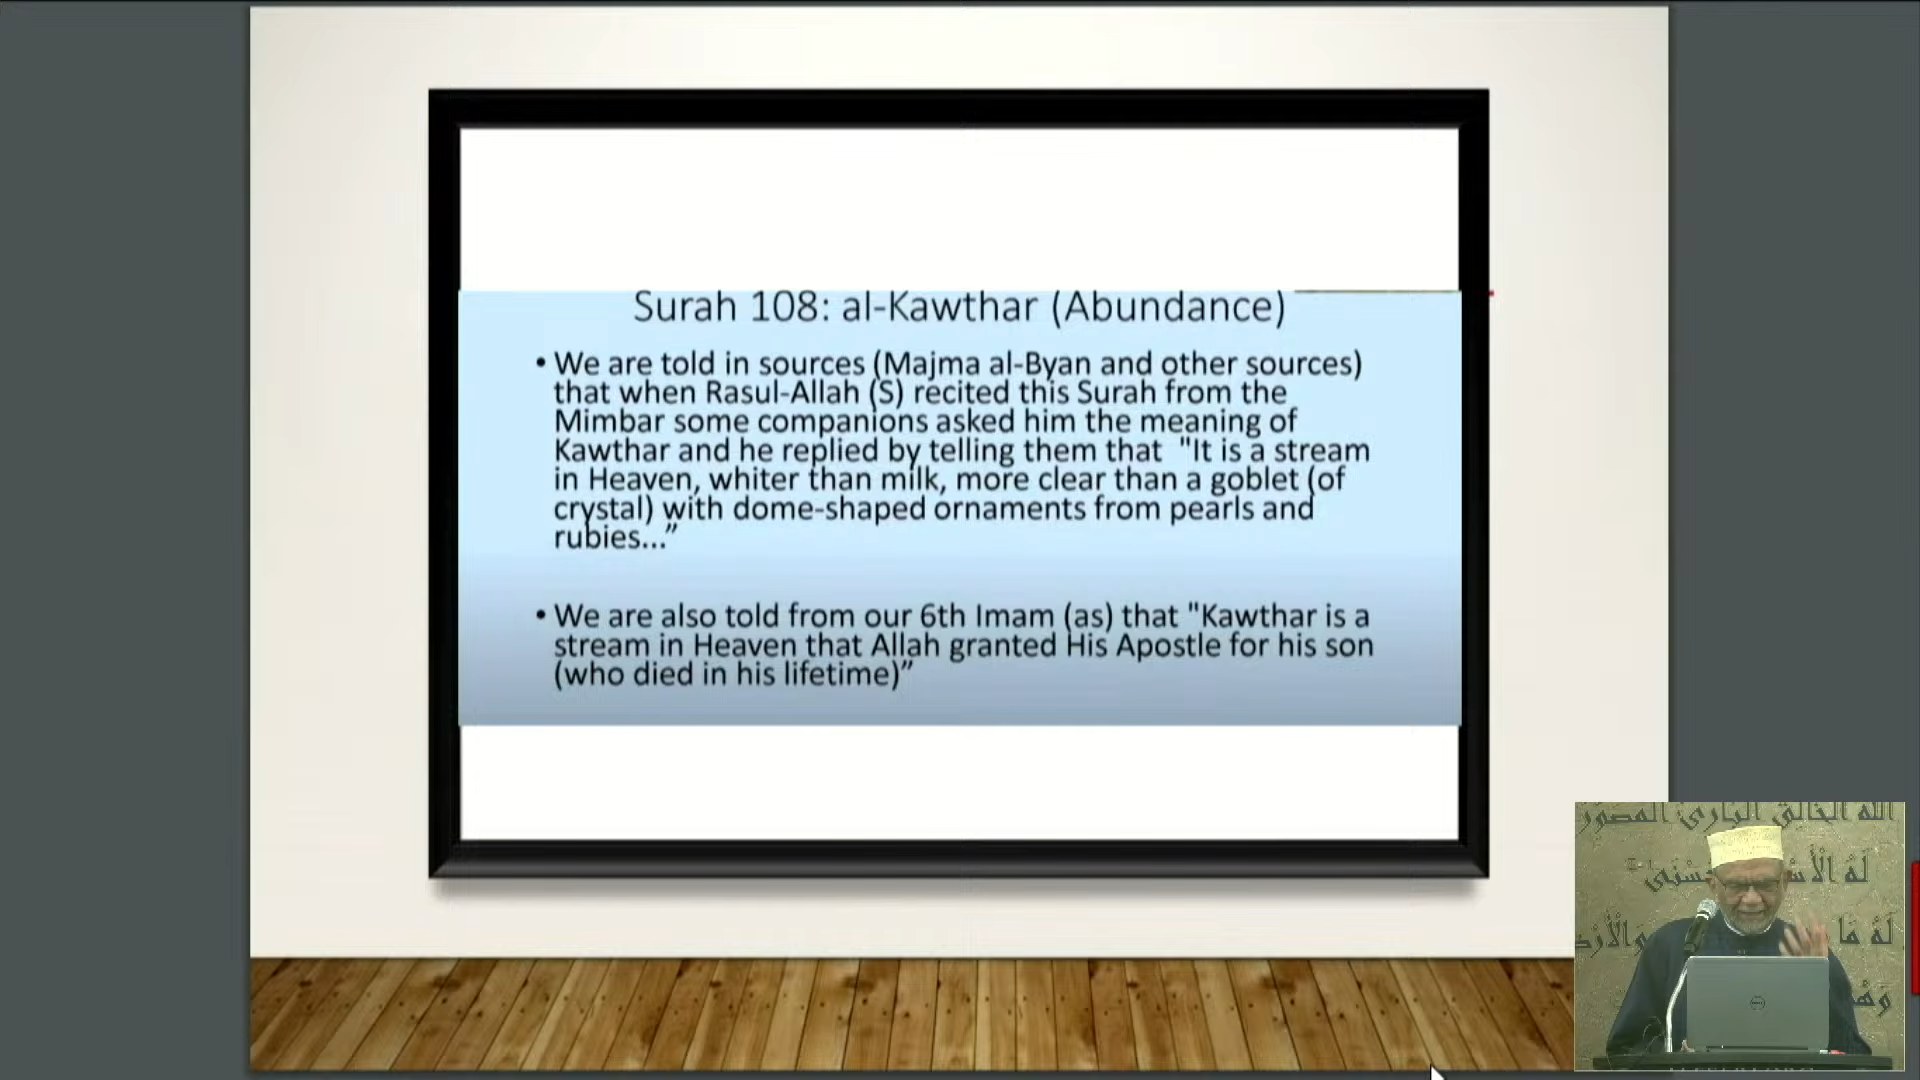 Surah 108: al-Kawthar (Abundance)
• We are told in sources (Majma al-Byan and other sources)
that when Rasul-Allah (S) recited this Surah from the
Mimbar some companions asked him the meaning of
Kawthar and he replied by telling them that "It is a stream
in Heaven, whiter than milk, more clear than a goblet (of
crystal) with dome-shaped ornaments from pearls and
rubies...”
• We are also told from our 6th Imam (as) that "Kawthar is a
stream in Heaven that Allah granted His Apostle for his son
(who died in his lifetime)”
الله الخالق البارئ المصور
لَهُ
لَهُ مَا